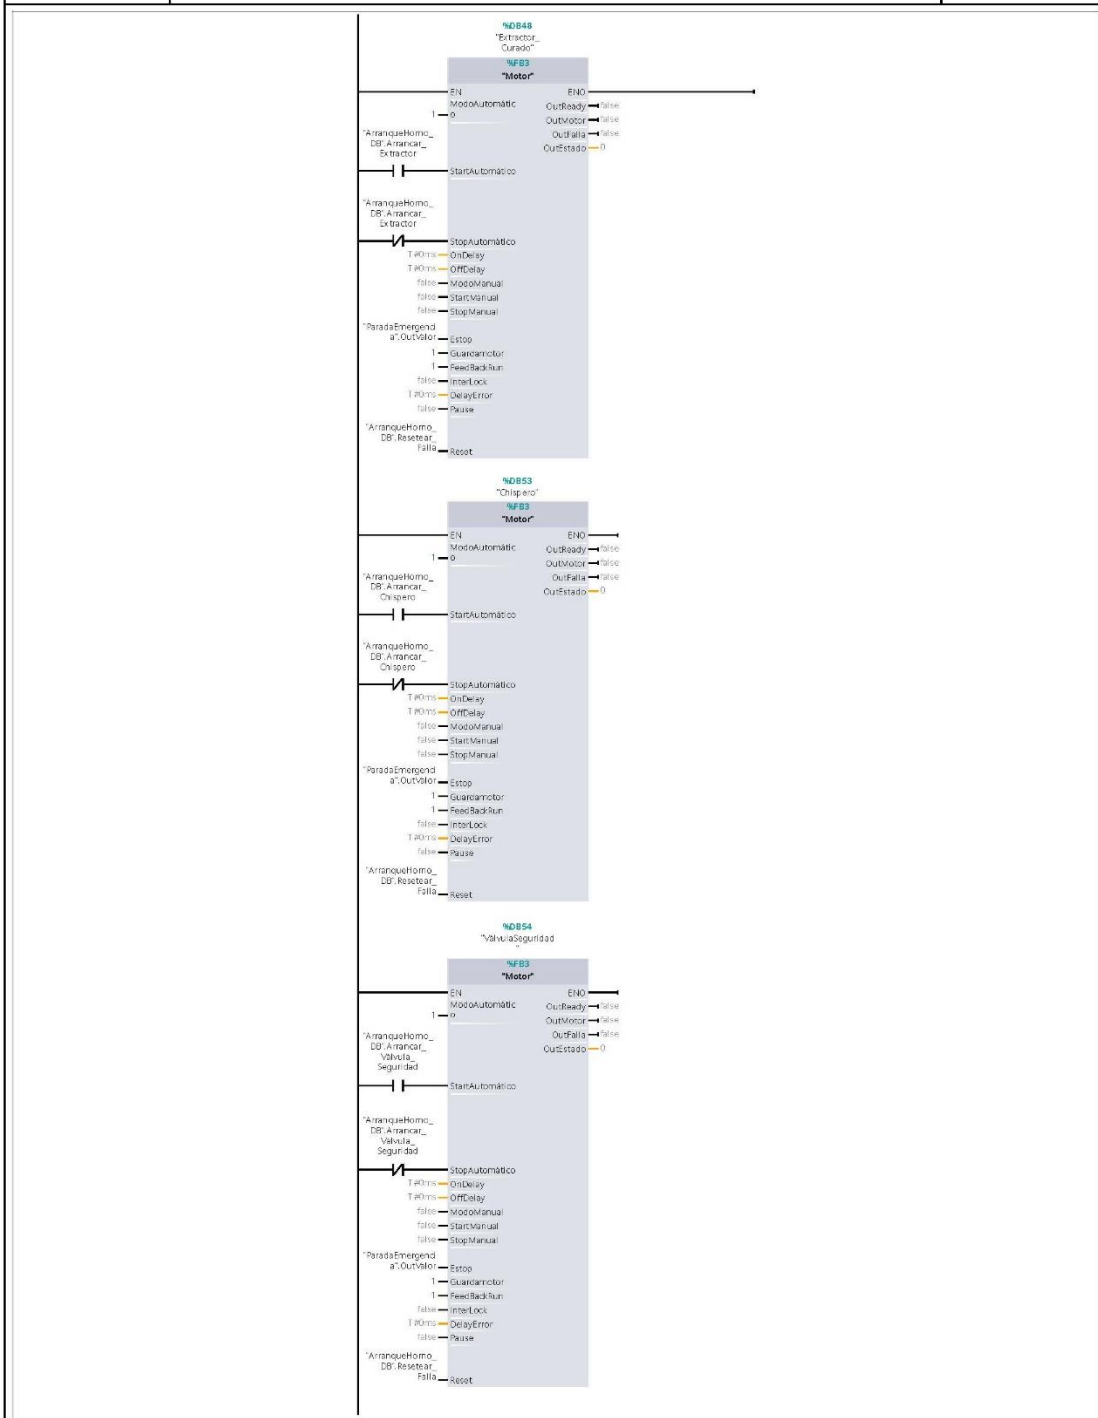 %DB48
"Extractor_
Curado"
%FB3
"Motor"
EN
ENO
1
ModoAutomátic
o
OutReady
false
OutMotor
false
OutFalla
false
OutEstado
0
"ArranqueHorno_
DB".Arrancar_
Extractor
StartAutomático
"ArranqueHorno_
DB".Arrancar_
Extractor
StopAutomático
T#0ms
OnDelay
T#0ms
OffDelay
false
ModoManual
false
StartManual
false
StopManual
"ParadaEmergenci
a".OutValor
Estop
1
Guardamotor
1
FeedBackRun
false
InterLock
T#0ms
DelayError
false
Pause
"ArranqueHorno_
DB".Resetear_
Falla
Reset
%DB53
"Chispero"
%FB3
"Motor"
EN
ENO
1
ModoAutomátic
o
OutReady
false
OutMotor
false
OutFalla
false
OutEstado
0
"ArranqueHorno_
DB".Arrancar_
Chispero
StartAutomático
"ArranqueHorno_
DB".Arrancar_
Chispero
StopAutomático
T#0ms
OnDelay
T#0ms
OffDelay
false
ModoManual
false
StartManual
false
StopManual
"ParadaEmergenci
a".OutValor
Estop
1
Guardamotor
1
FeedBackRun
false
InterLock
T#0ms
DelayError
false
Pause
"ArranqueHorno_
DB".Resetear_
Falla
Reset
%DB54
"VálvulaSeguridad
"
%FB3
"Motor"
EN
ENO
1
ModoAutomátic
o
OutReady
false
OutMotor
false
OutFalla
false
OutEstado
0
"ArranqueHorno_
DB".Arrancar_
Válvula_
Seguridad
StartAutomático
"ArranqueHorno_
DB".Arrancar_
Válvula_
Seguridad
StopAutomático
T#0ms
OnDelay
T#0ms
OffDelay
false
ModoManual
false
StartManual
false
StopManual
"ParadaEmergenci
a".OutValor
Estop
1
Guardamotor
1
FeedBackRun
false
InterLock
T#0ms
DelayError
false
Pause
"ArranqueHorno_
DB".Resetear_
Falla
Reset